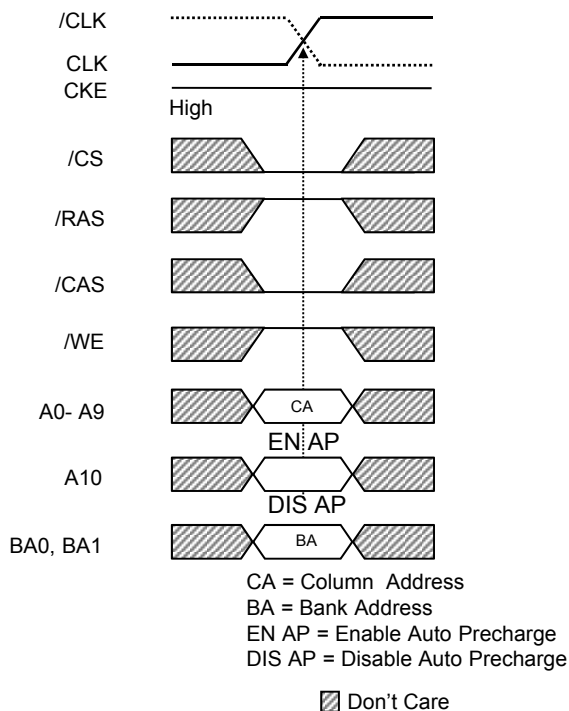 /CLK
CLK
CKE
High
/CS
/RAS
/CAS
/WE
A0- A9
CA
EN AP
A10
DIS AP
BA0, BA1
BA
CA = Column Address
BA = Bank Address
EN AP = Enable Auto Precharge
DIS AP = Disable Auto Precharge
Don't Care